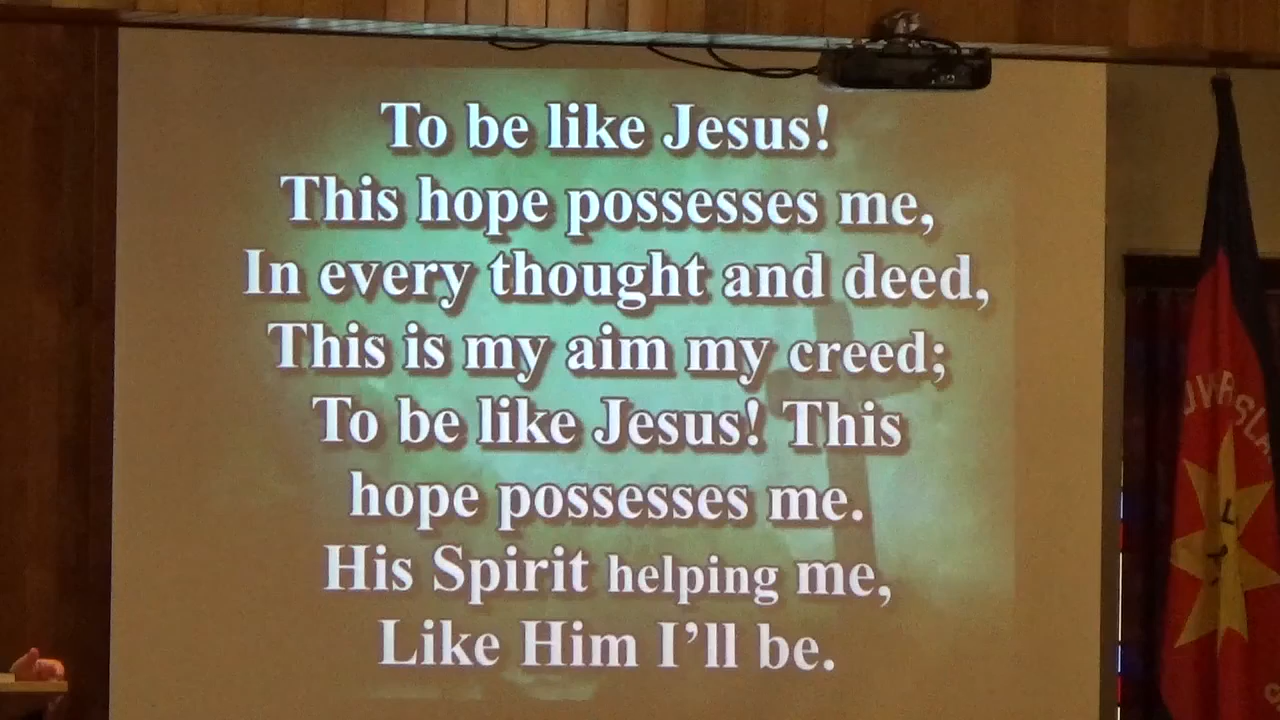 To be like Jesus!
This hope possesses me,
In every thought and deed,
This is my aim my creed;
To be like Jesus! This
hope possesses me.
His Spirit helping me,
Like Him I'll be.